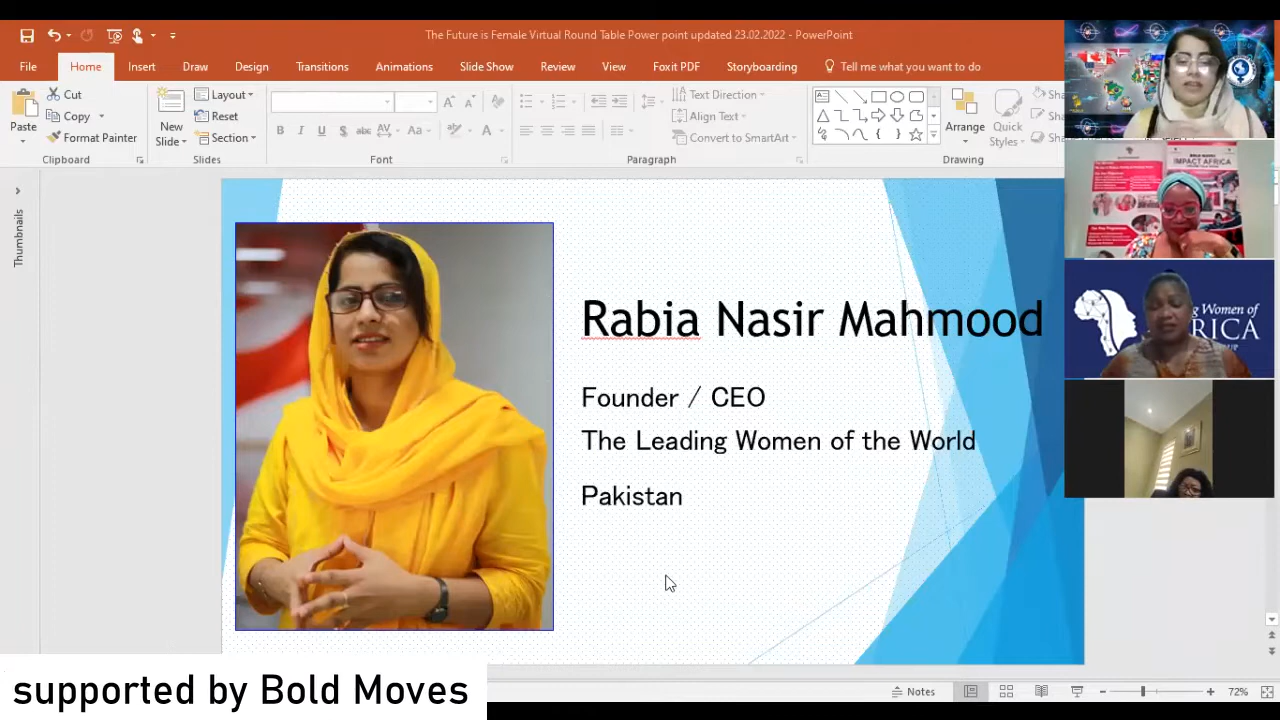 The Future is Female Virtual Round Table Power point updated 23.02.2022 - PowerPoint
File Home Insert Draw Design Transitions Animations Slide Show Review View Foxit PDF Storyboarding Tell me what you want to do
Cut
Copy
Format Painter
Paste
Clipboard
New
Slide
Layout
Reset
Section
Slides
Font
Text Direction
Align Text
Convert to SmartArt
Paragraph
Arrange
Quick
Styles
Drawing
IMPACT AFRICA
Women of
RICA
Thumbnails
Rabia Nasir Mahmood
Founder / CEO
The Leading Women of the World
Pakistan
supported by Bold Moves
Notes
72%